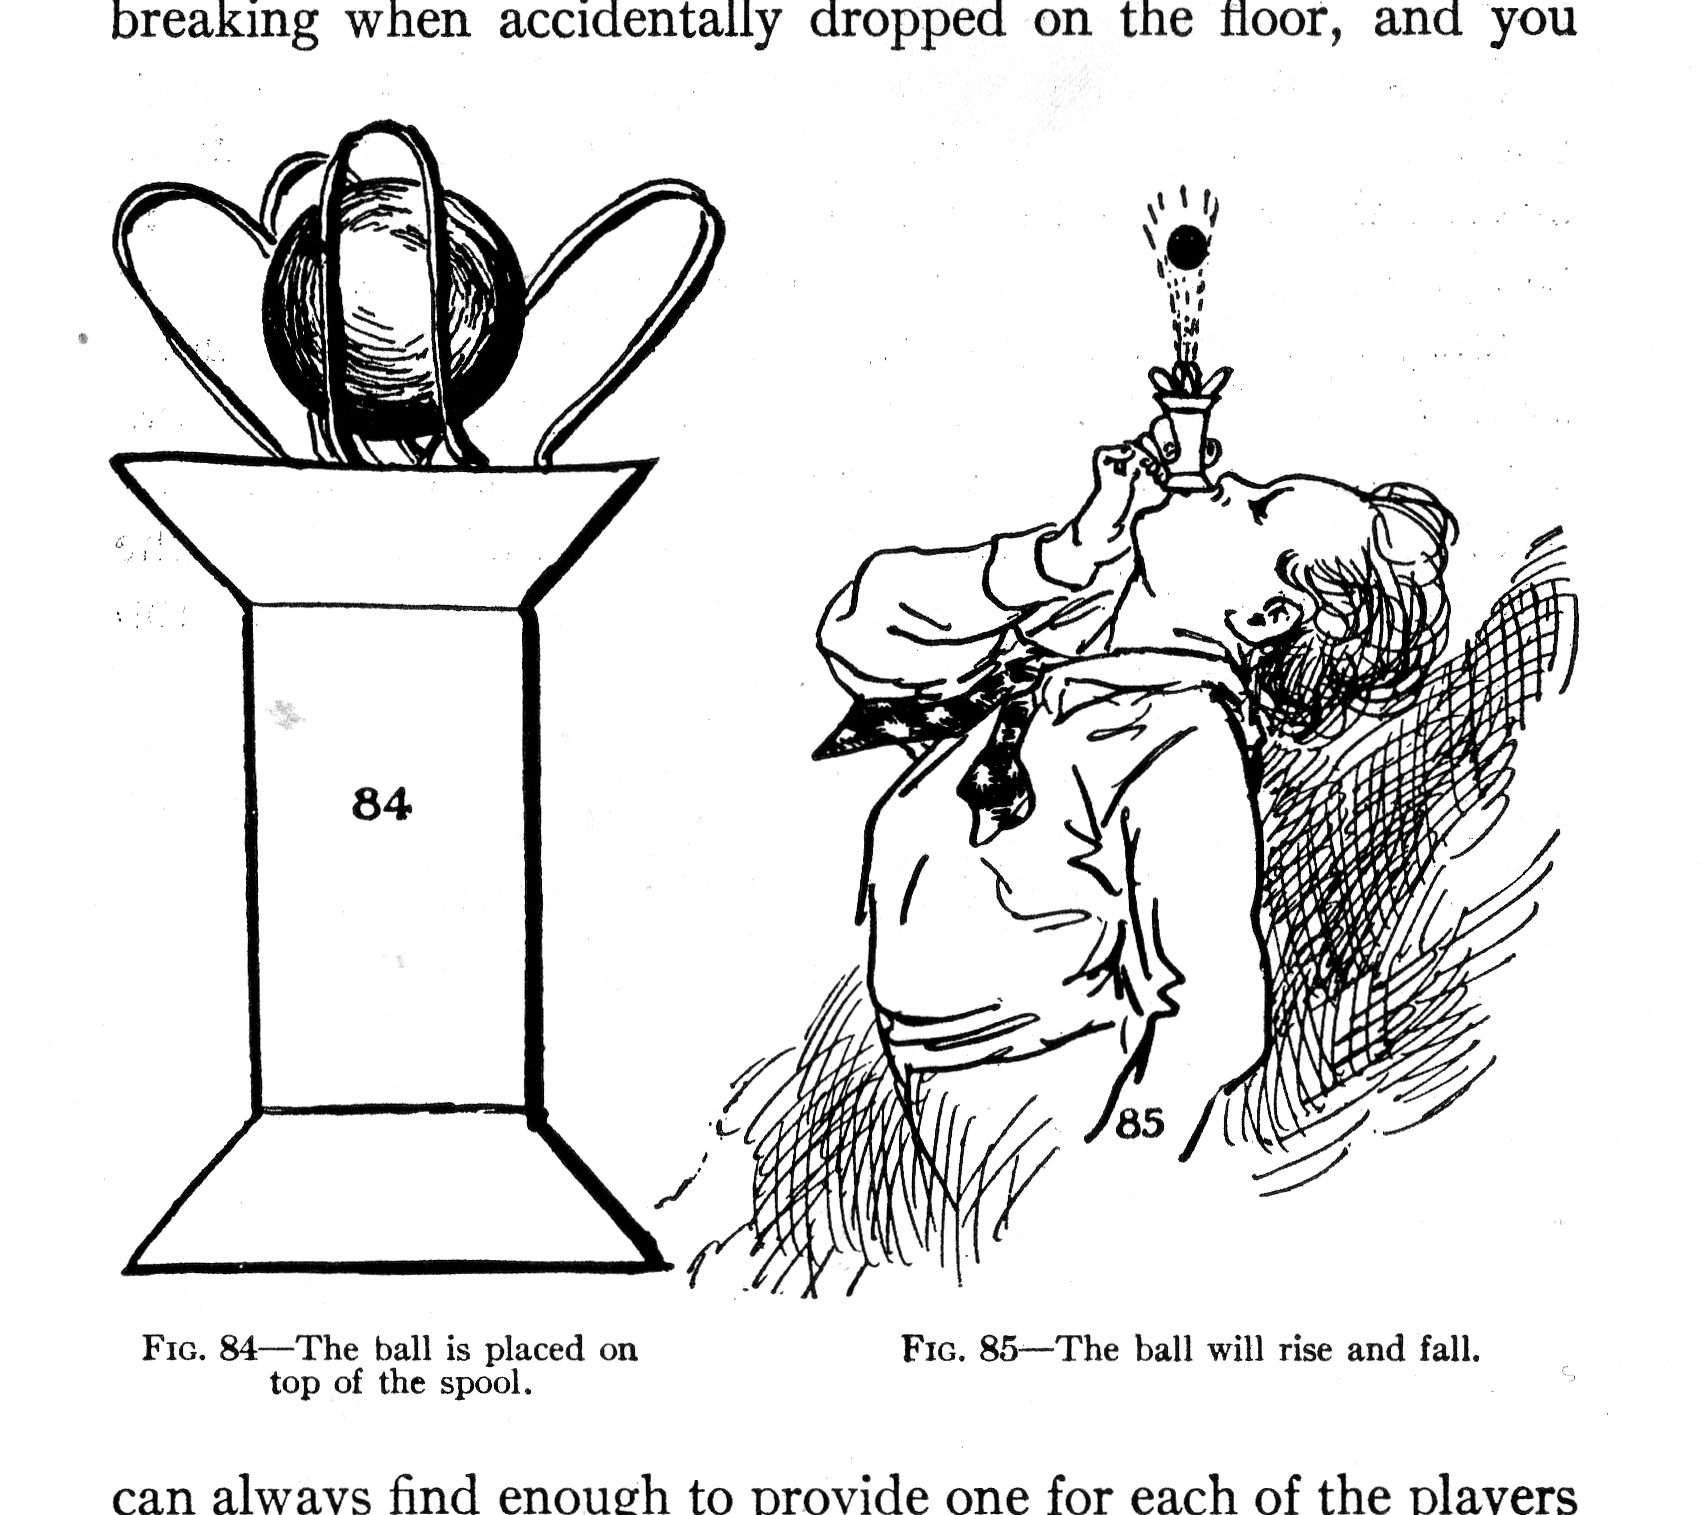 breaking when accidentally dropped on the floor, and you
84
85
FIG. 84—The ball is placed on
top of the spool.
FIG. 85—The ball will rise and fall.
can always find enough to provide one for each of the players